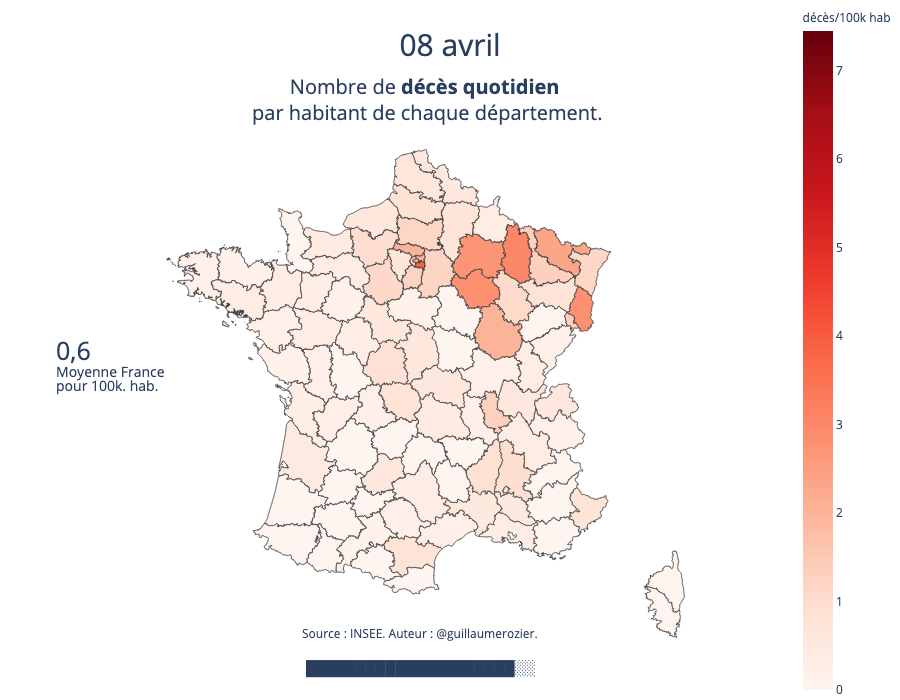 décès/100k hab
08 avril
Nombre de décès quotidien
par habitant de chaque département.
7
6
5
4
3
2
1
0
0,6
Moyenne France
pour 100k. hab.
Source : INSEE. Auteur : @guillaumerozier.